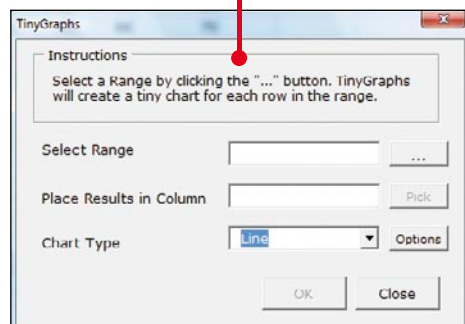 TinyGraphs
Instructions
Select a Range by clicking the "..." button. TinyGraphs
will create a tiny chart for each row in the range.
Select Range
...
Place Results in Column
Pick
Chart Type
Line
Options
OK
Close